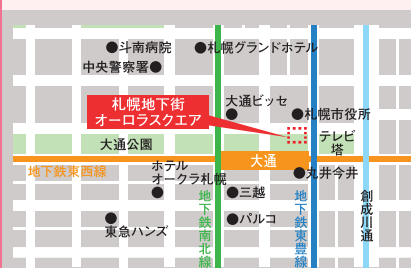 斗南病院
札幌グランドホテル
中央警察署
札幌地下街
オーロラスクエア
大通ビッセ
札幌市役所
大通公園
テレビ
塔
大通
地下鉄東西線
ホテル
オークラ札幌
丸井今井
三越
パルコ
東急ハンズ
地下鉄南北線
地下鉄東豊線
創成川通